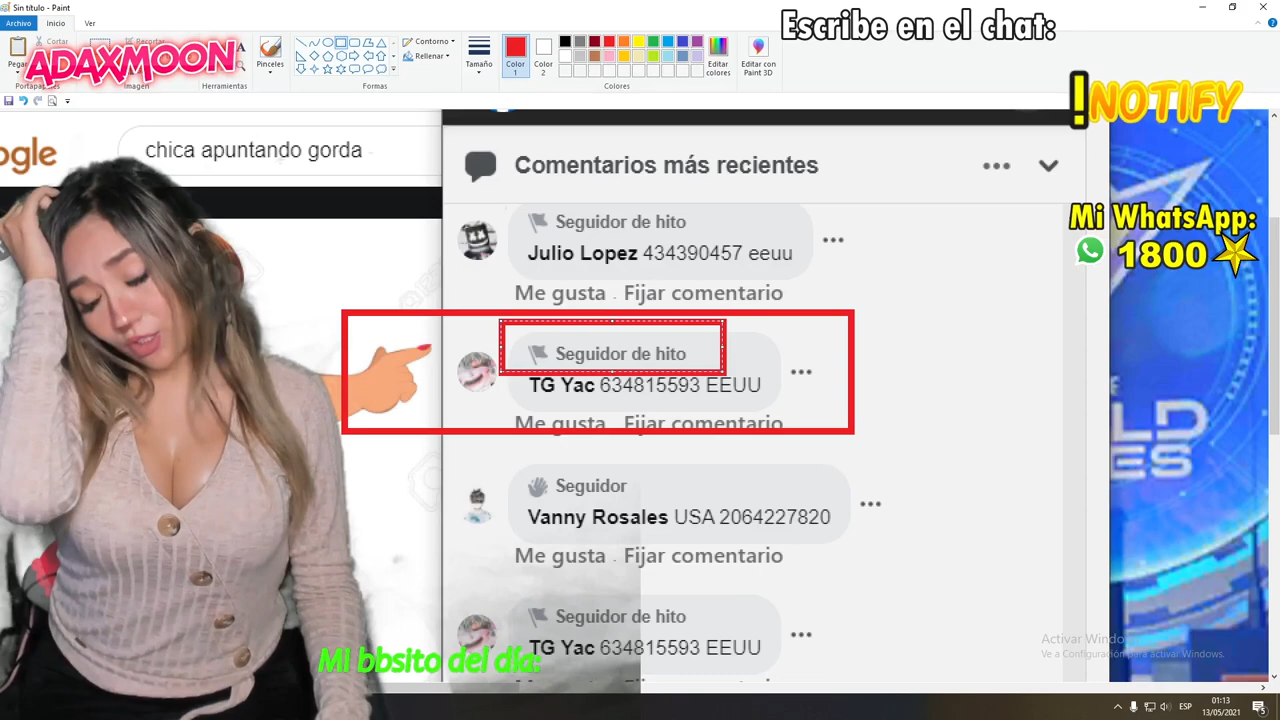 Sin título - Paint
Archivo Inicio Ver
Escribe en el chat:
Cortar
Recortar
Pegar
ADAXMOON
Pinceles
Contorno
Rellenar
Tamaño
Color 1
Color 2
Editar colores
Editar con Paint 3D
Portapapeles Imagen Herramientas Formas Colores
!NOTIFY
ogle
chica apuntando gorda
Comentarios más recientes
Mi WhatsApp:
1800
Seguidor de hito
Julio Lopez 434390457 eeuu
Me gusta . Fijar comentario
Seguidor de hito
TG Yac 634815593 EEUU
Me gusta . Fijar comentario
Seguidor
Vanny Rosales USA 2064227820
Me gusta . Fijar comentario
Seguidor de hito
TG Yac 634815593 EEUU
Mi bbsito del día:
Activar Windo
Ve a Configuración para activar Windows.
ESP
01:13
13/05/2021